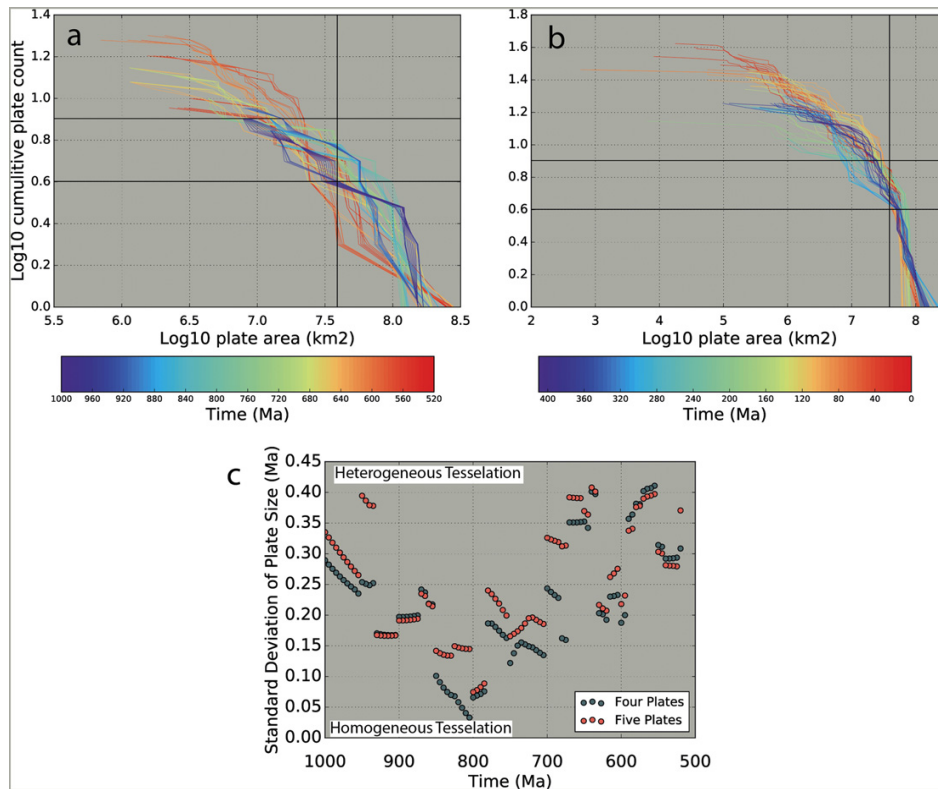 a
b
1.4
1.2
1.0
0.8
0.6
0.4
0.2
0.0
Log10 cumulitive plate count
5.5 6.0 6.5 7.0 7.5 8.0 8.5
Log10 plate area (km2)
1.8
1.6
1.4
1.2
1.0
0.8
0.6
0.4
0.2
0.0
2 3 4 5 6 7 8
Log10 plate area (km2)
1000 960 920 880 840 800 760 720 680 640 600 560 520
Time (Ma)
400 360 320 280 240 200 160 120 80 40 0
Time (Ma)
c
Standard Deviation of Plate Size (Ma)
0.45
0.40
0.35
0.30
0.25
0.20
0.15
0.10
0.05
0.00
Heterogeneous Tesselation
Homogeneous Tesselation
Four Plates
Five Plates
1000 900 800 700 600 500
Time (Ma)